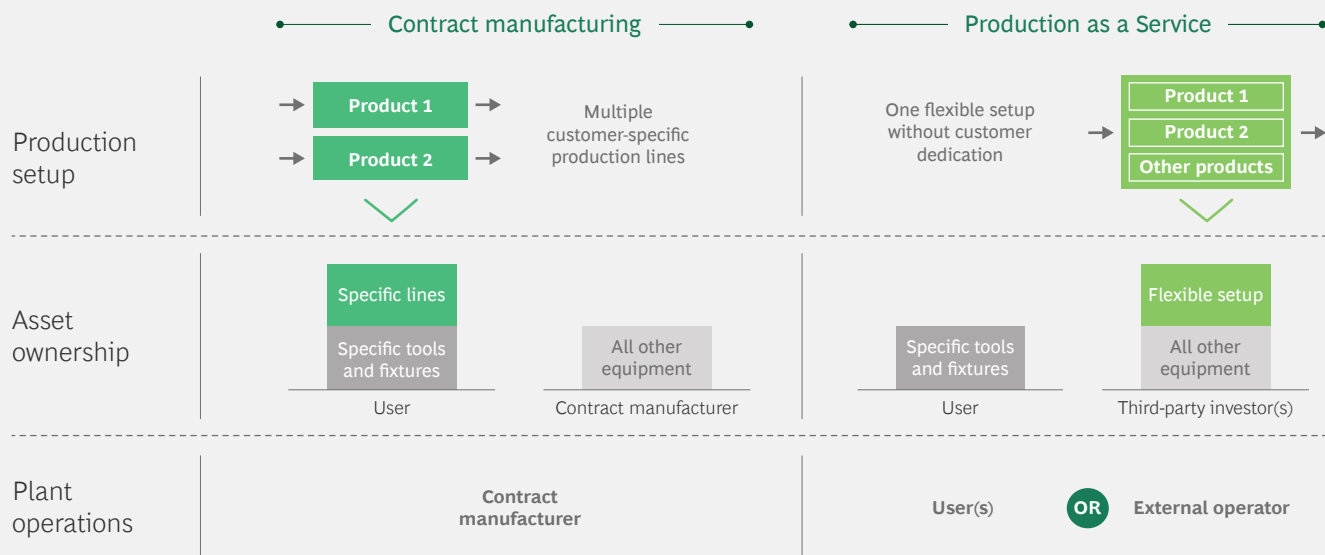 Contract manufacturing
Production as a Service
Production
setup
Product 1
Product 2
Multiple
customer-specific
production lines
One flexible setup
without customer
dedication
Product 1
Product 2
Other products
Asset
ownership
Specific lines
Specific tools
and fixtures
User
All other
equipment
Contract manufacturer
Specific tools
and fixtures
User
Flexible setup
All other
equipment
Third-party investor(s)
Plant
operations
Contract
manufacturer
User(s)
OR
External operator